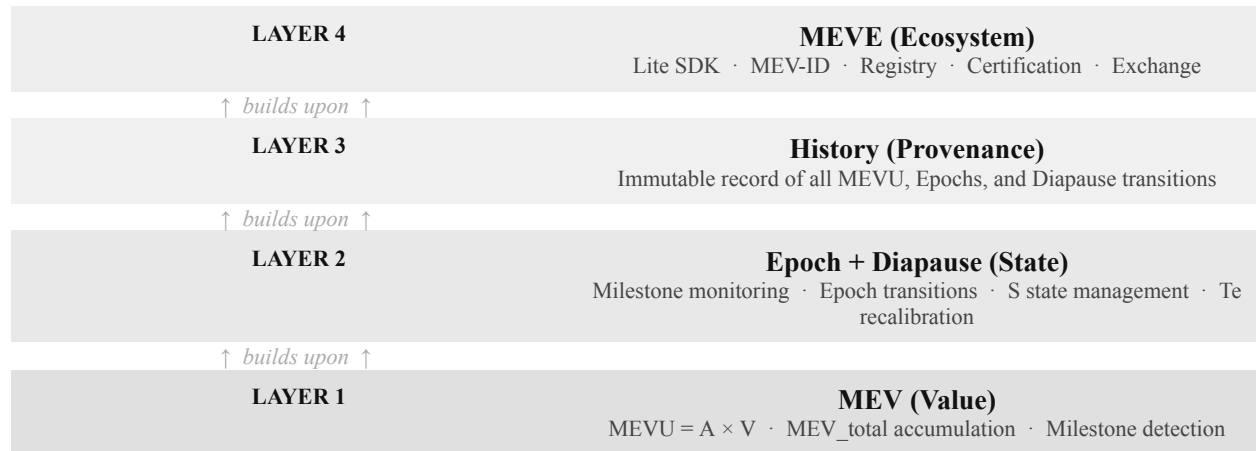 LAYER 4
MEVE (Ecosystem)
Lite SDK · MEV-ID · Registry · Certification · Exchange
↑ builds upon ↑
LAYER 3
History (Provenance)
Immutable record of all MEVU, Epochs, and Diapause transitions
↑ builds upon ↑
LAYER 2
Epoch + Diapause (State)
Milestone monitoring · Epoch transitions · S state management · Te
recalibration
↑ builds upon ↑
LAYER 1
MEV (Value)
MEVU = A × V · MEV_total accumulation · Milestone detection